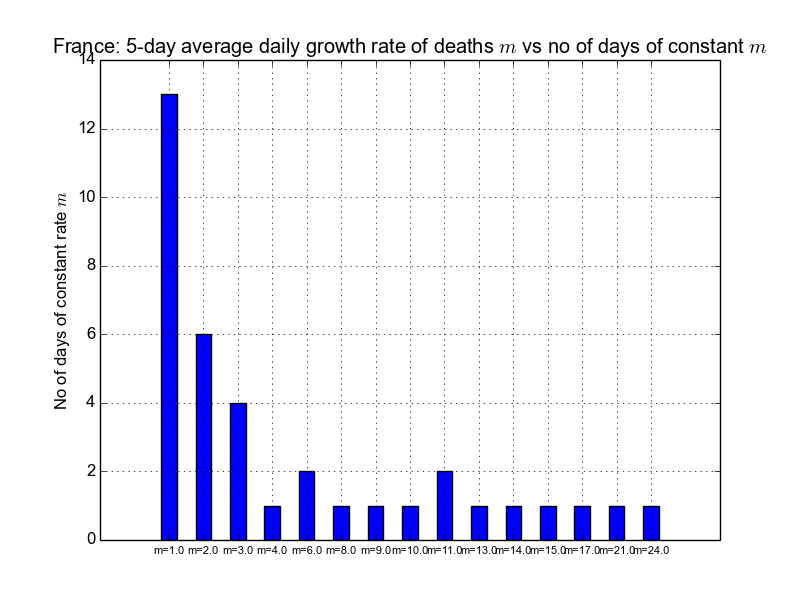 France: 5-day average daily growth rate of deaths m vs no of days of constant m
No of days of constant rate m
14
12
10
8
6
4
2
0
m=1.0 m=2.0 m=3.0 m=4.0 m=6.0 m=8.0 m=9.0 m=10.0 m=11.0 m=13.0 m=14.0 m=15.0 m=17.0 m=21.0 m=24.0